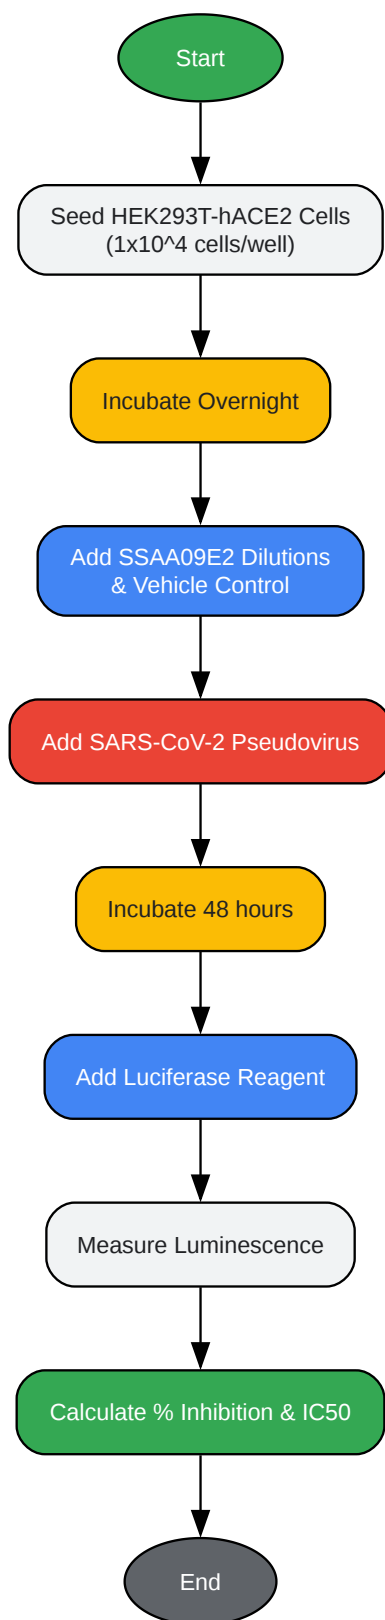 Start
Seed HEK293T-hACE2 Cells
(1x10^4 cells/well)
Incubate Overnight
Add SSAA09E2 Dilutions
& Vehicle Control
Add SARS-CoV-2 Pseudovirus
Incubate 48 hours
Add Luciferase Reagent
Measure Luminescence
Calculate % Inhibition & IC50
End